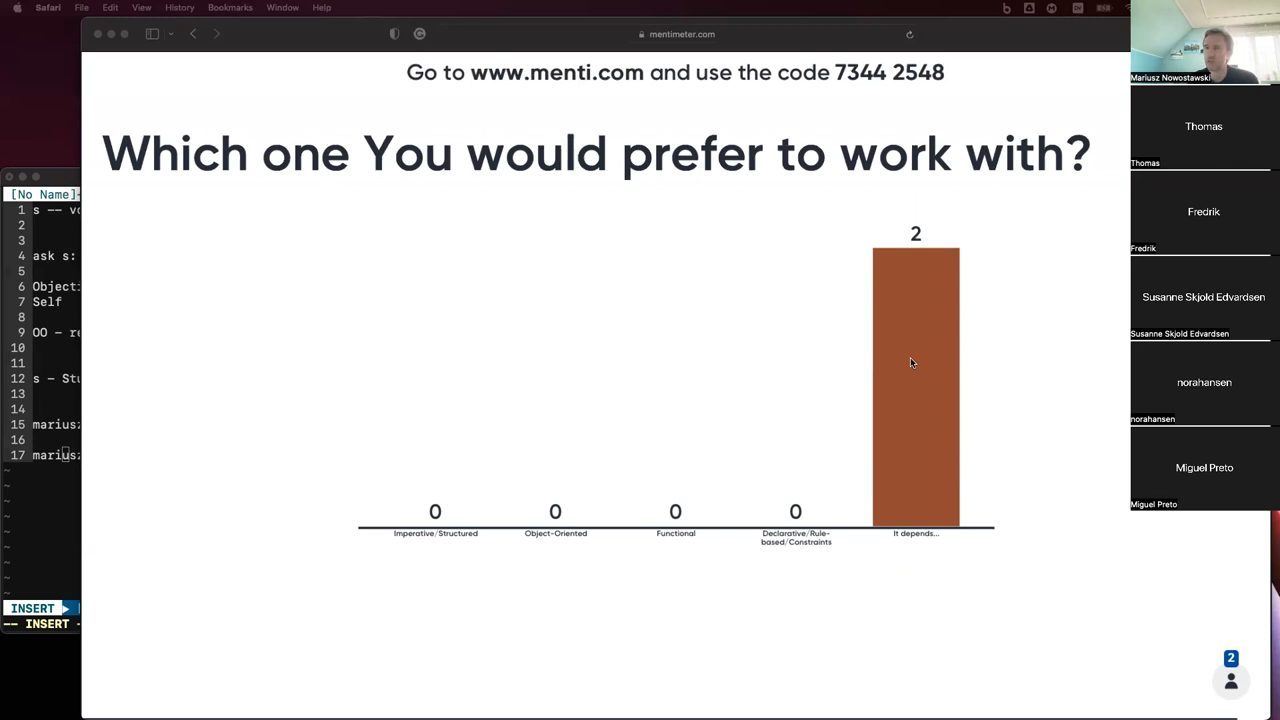 Safari File Edit View History Bookmarks Window Help
mentimeter.com
Go to www.menti.com and use the code 7344 2548
Which one You would prefer to work with?
2
0 0 0 0
Imperative/Structured
Object-Oriented
Functional
Declarative/Rule-
based/Constraints
It depends...
2
[No Name]
1 s -- vo
2
3
4 ask s:
5
6 Objecti
7 Self
8
9 OO - re
10
11
12 s - Stu
13
14
15 marius
16
17 marius
~
~
~
~
~
~
~
~
~
INSERT
-- INSERT -
Mariusz Nowostawski
Thomas
Thomas
Fredrik
Fredrik
Susanne Skjold Edvardsen
Susanne Skjold Edvardsen
norahansen
norahansen
Miguel Preto
Miguel Preto